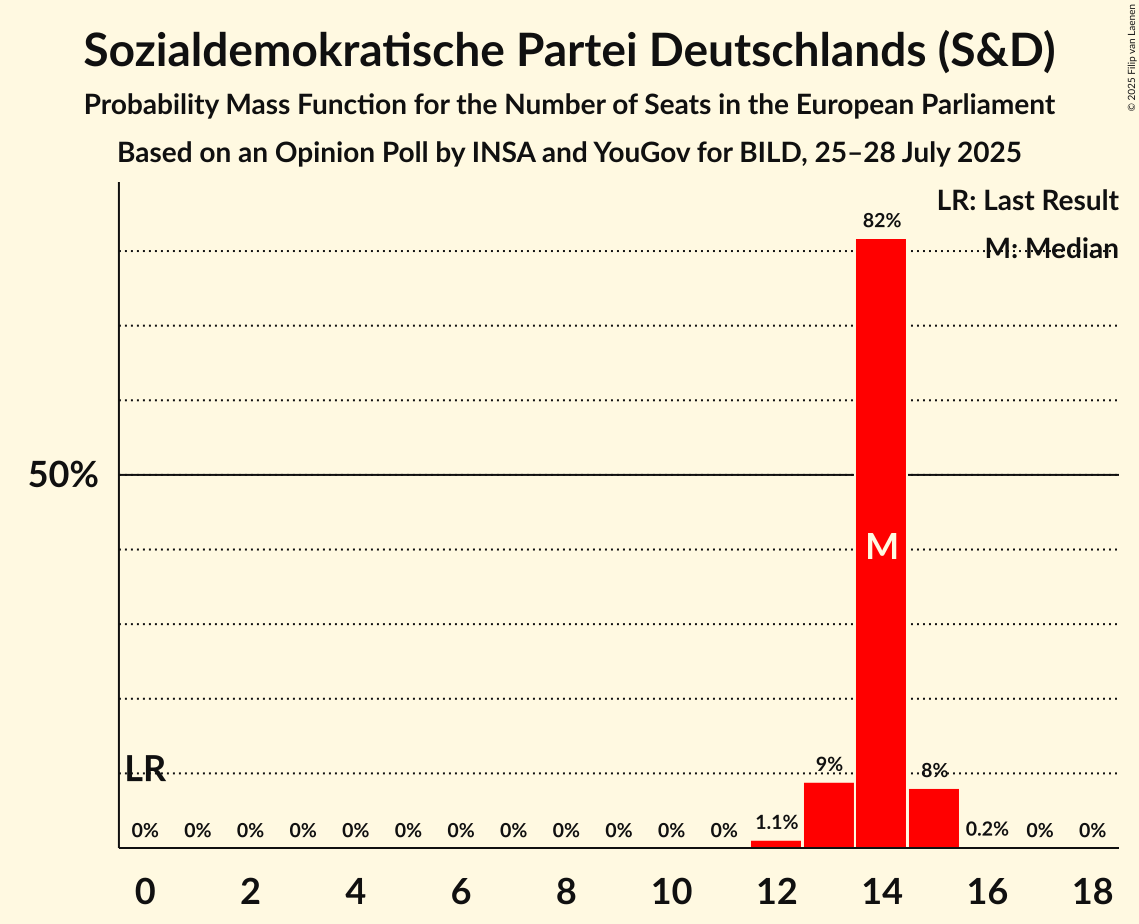 Sozialdemokratische Partei Deutschlands (S&D)
Probability Mass Function for the Number of Seats in the European Parliament
Based on an Opinion Poll by INSA and YouGov for BILD, 25–28 July 2025
© 2025 Filip van Laenen
LR: Last Result
M: Median
82%
50%
M
LR
9%
8%
0% 0% 0% 0% 0% 0% 0% 0% 0% 0% 0% 0% 1.1% 0.2% 0% 0%
0 2 4 6 8 10 12 14 16 18